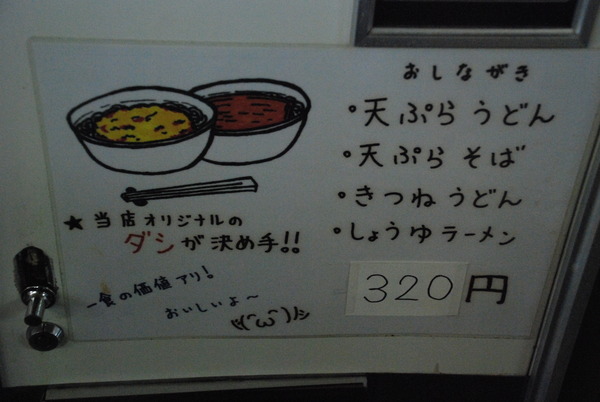 おしながき
・天ぷらうどん
・天ぷらそば
・きつねうどん
・しょうゆラーメン
320円
★当店オリジナルの
ダシが決め手!!
一食の価値アリ!
おいしいよ〜